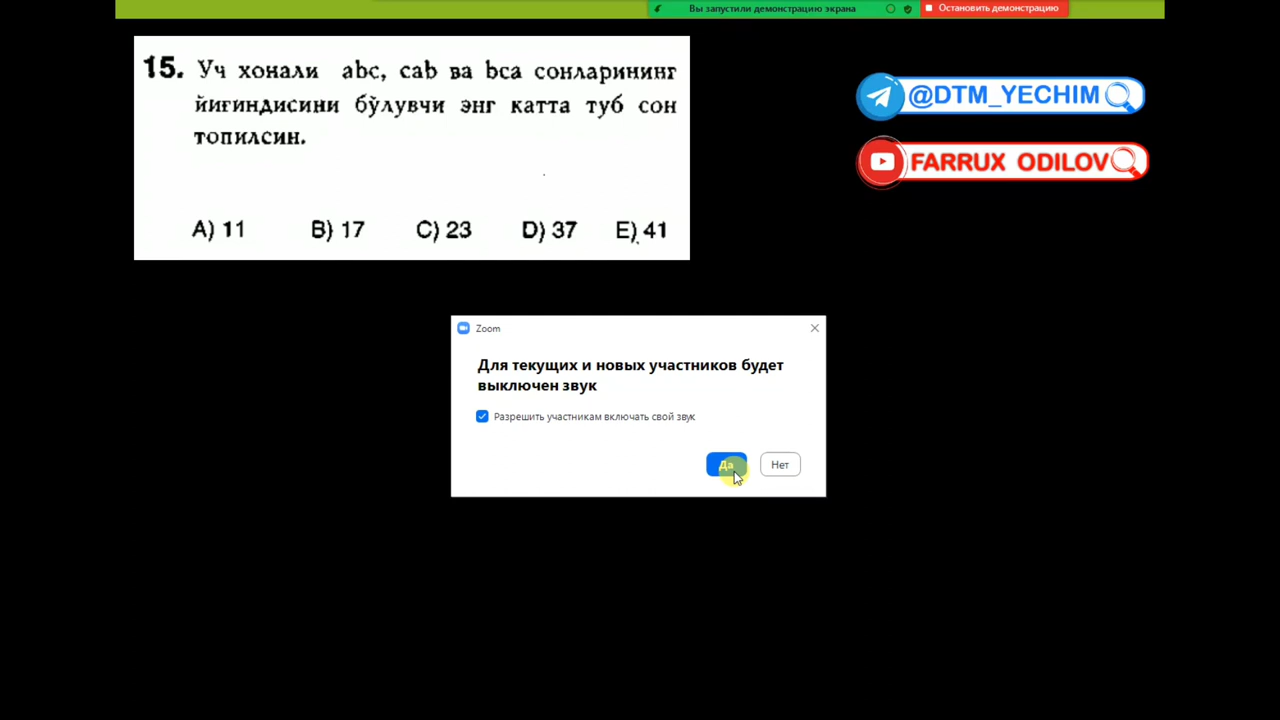 Вы запустили демонстрацию экрана
Остановить демонстрацию
15. Уч хонали abc, cab ва bca сонларининг
йиғиндисини бўлувчи энг катта туб сон
топилсин.
A) 11 B) 17 C) 23 D) 37 E) 41
@DTM_YECHIM
FARRUX ODILOV
Zoom
Для текущих и новых участников будет
выключен звук
Разрешить участникам включать свой звук
Да Нет